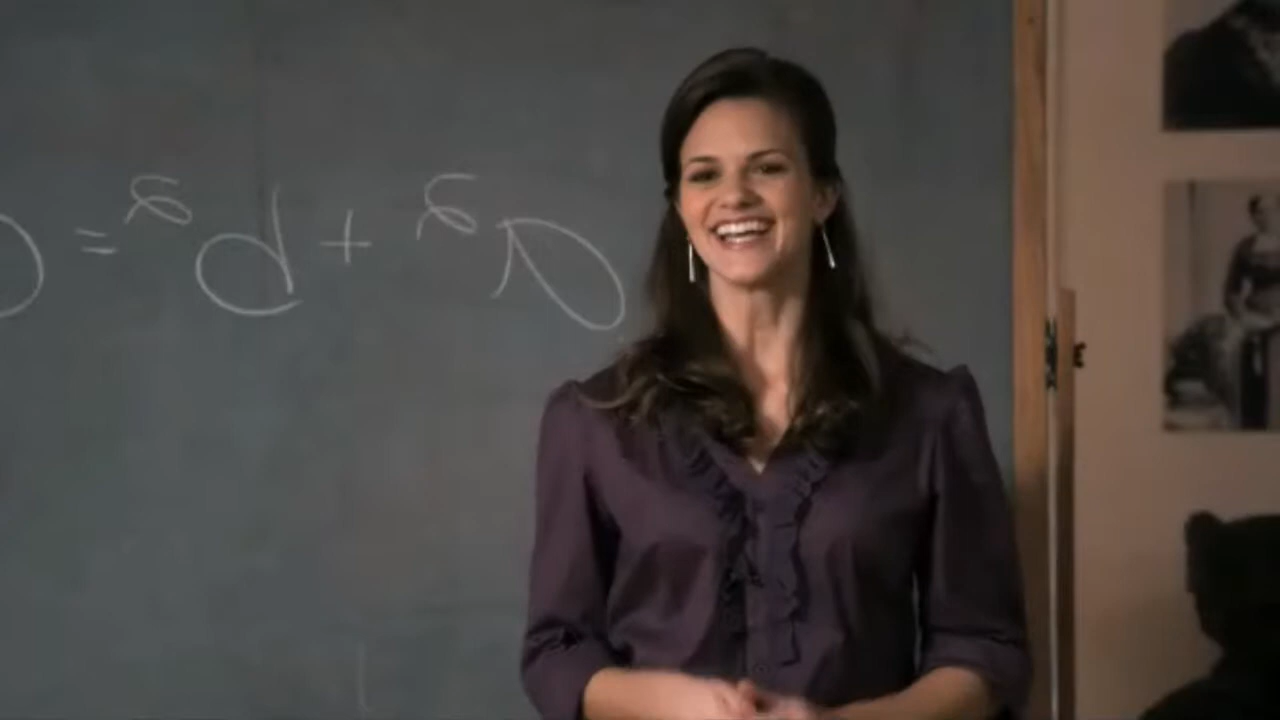 a² + b² = c